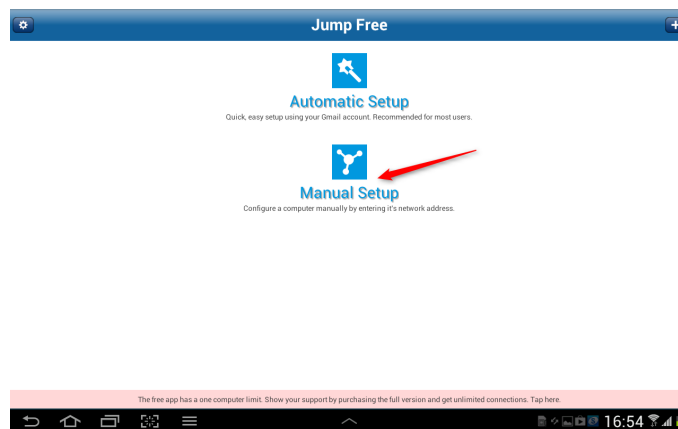 Jump Free
Automatic Setup
Quick, easy setup using your Gmail account. Recommended for most users.
Manual Setup
Configure a computer manually by entering it's network address.
The free app has a one computer limit. Show your support by purchasing the full version and get unlimited connections. Tap here.
16:54